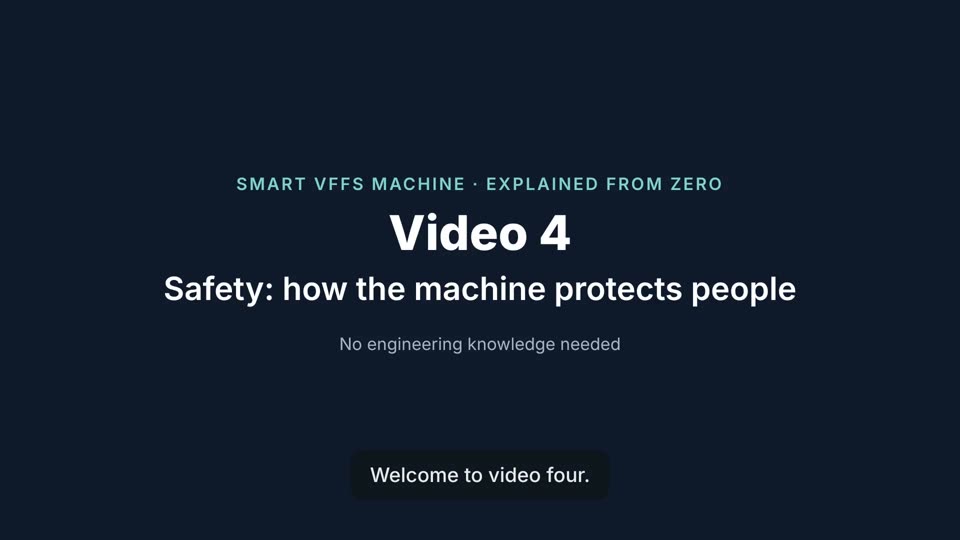 SMART VFFS MACHINE · EXPLAINED FROM ZERO
Video 4
Safety: how the machine protects people
No engineering knowledge needed
Welcome to video four.